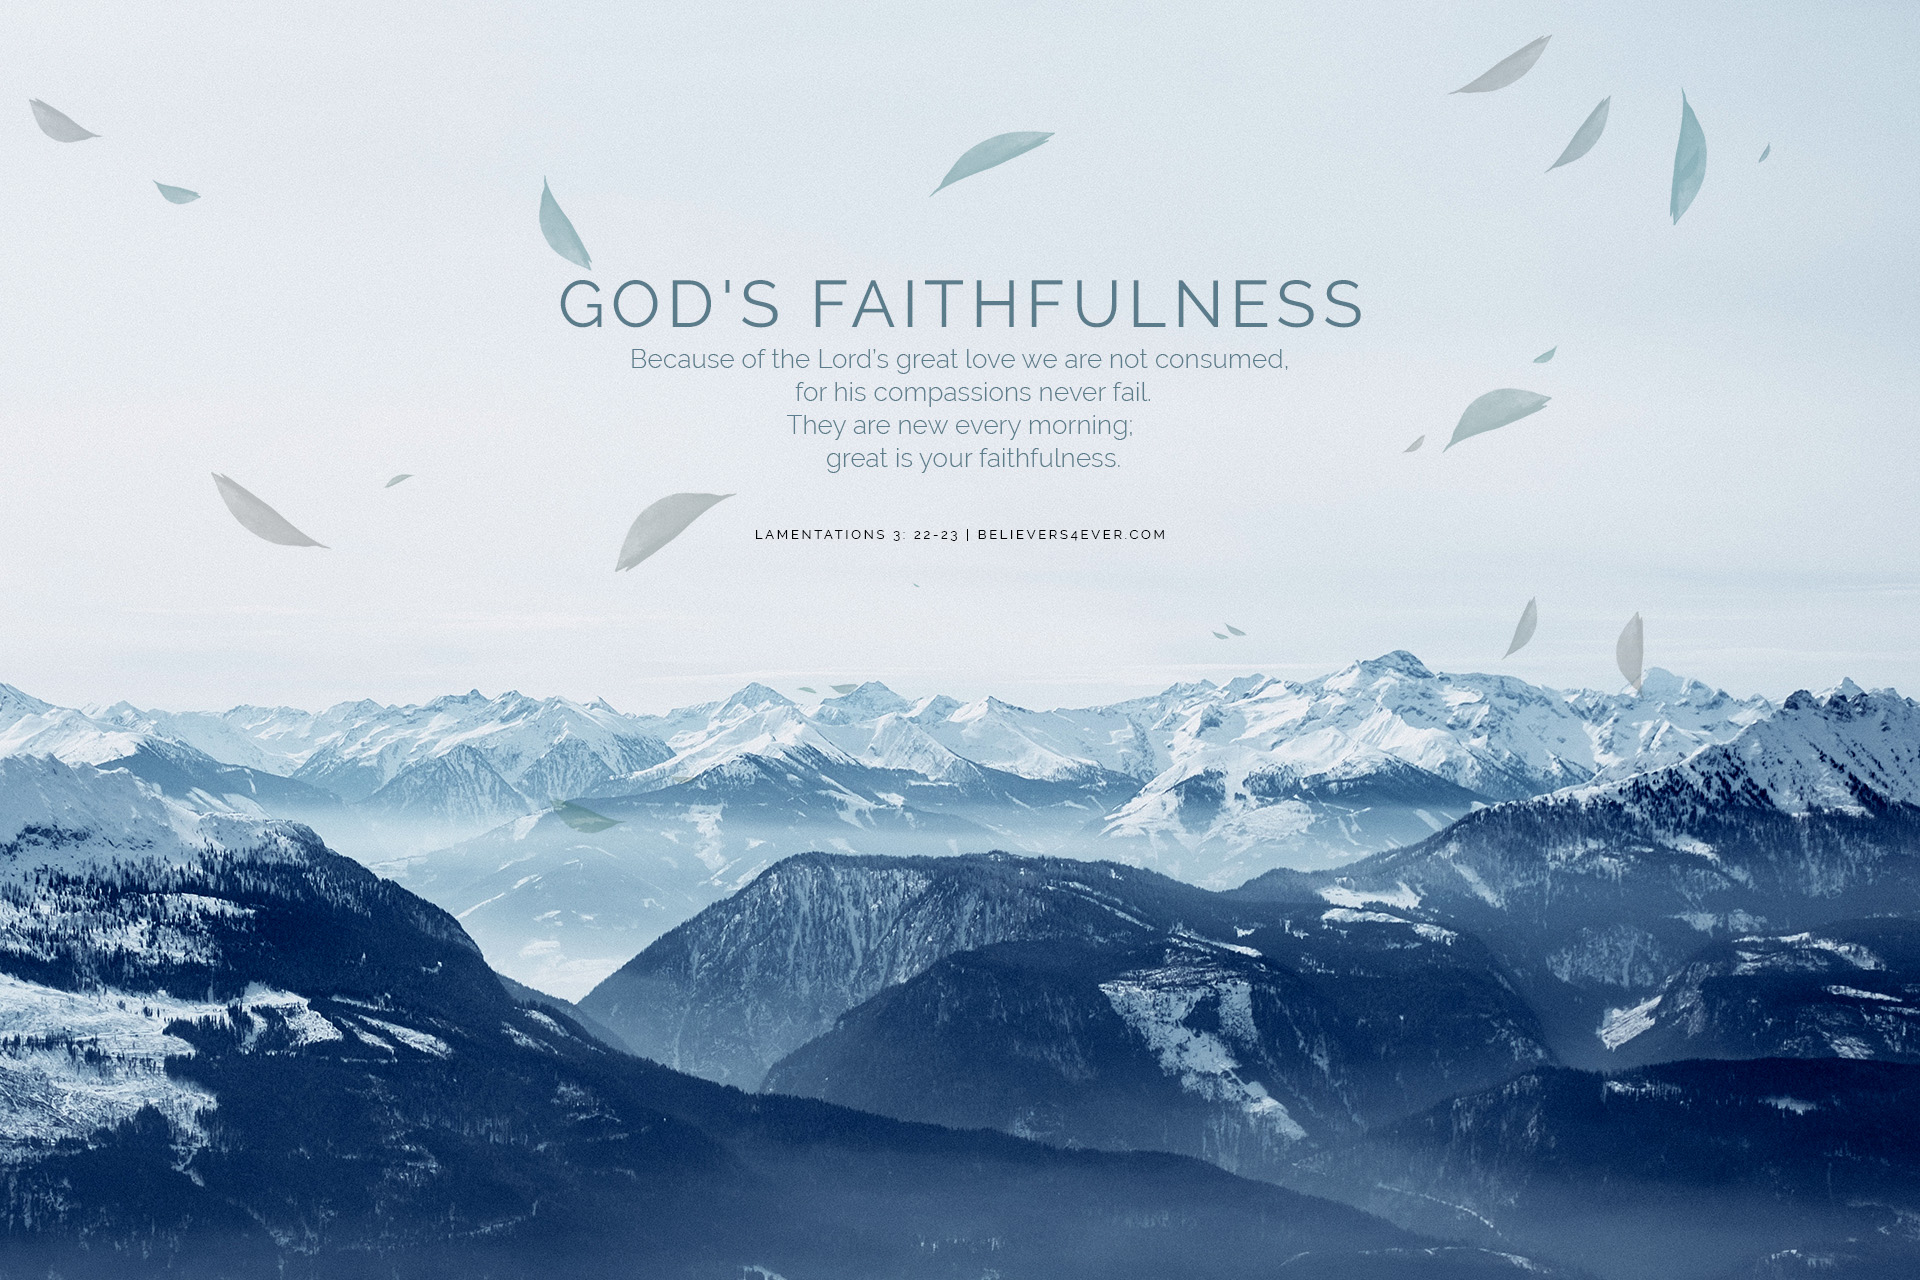 GOD'S FAITHFULNESS
Because of the Lord’s great love we are not consumed,
for his compassions never fail.
They are new every morning;
great is your faithfulness.
LAMENTATIONS 3: 22-23 | BELIEVERS4EVER.COM